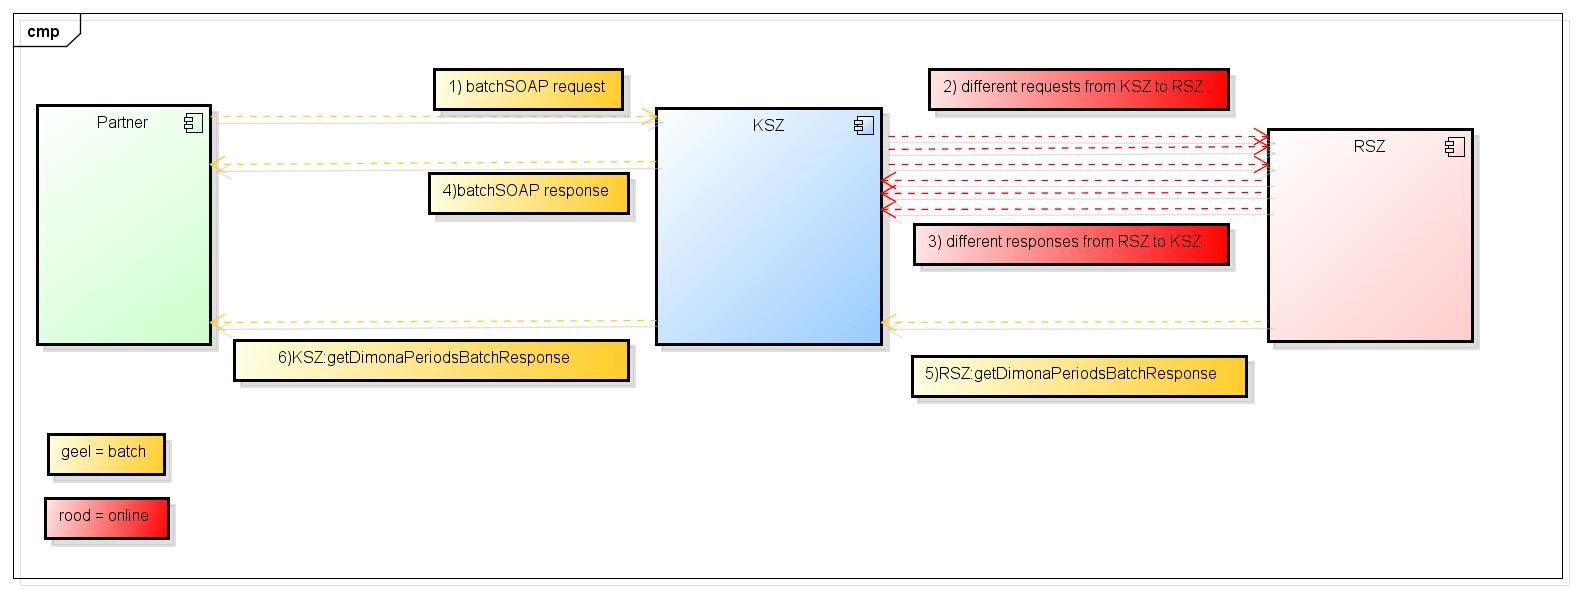 cmp
1) batchSOAP request
2) different requests from KSZ to RSZ
Partner
KSZ
RSZ
4)batchSOAP response
3) different responses from RSZ to KSZ
6)KSZ:getDimonaPeriodsBatchResponse
5)RSZ:getDimonaPeriodsBatchResponse
geel = batch
rood = online